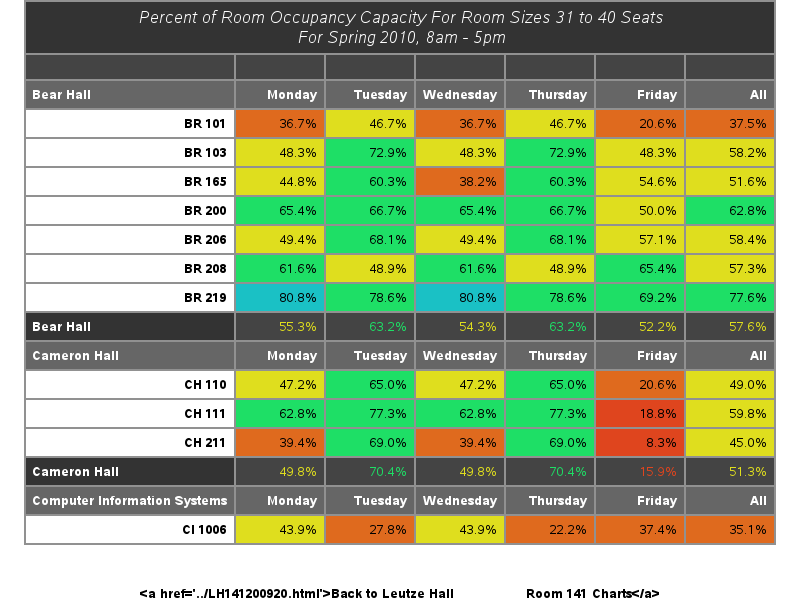 Percent of Room Occupancy Capacity For Room Sizes 31 to 40 Seats
For Spring 2010, 8am - 5pm
Bear Hall Monday Tuesday Wednesday Thursday Friday All
BR 101 36.7% 46.7% 36.7% 46.7% 20.6% 37.5%
BR 103 48.3% 72.9% 48.3% 72.9% 48.3% 58.2%
BR 165 44.8% 60.3% 38.2% 60.3% 54.6% 51.6%
BR 200 65.4% 66.7% 65.4% 66.7% 50.0% 62.8%
BR 206 49.4% 68.1% 49.4% 68.1% 57.1% 58.4%
BR 208 61.6% 48.9% 61.6% 48.9% 65.4% 57.3%
BR 219 80.8% 78.6% 80.8% 78.6% 69.2% 77.6%
Bear Hall 55.3% 63.2% 54.3% 63.2% 52.2% 57.6%
Cameron Hall Monday Tuesday Wednesday Thursday Friday All
CH 110 47.2% 65.0% 47.2% 65.0% 20.6% 49.0%
CH 111 62.8% 77.3% 62.8% 77.3% 18.8% 59.8%
CH 211 39.4% 69.0% 39.4% 69.0% 8.3% 45.0%
Cameron Hall 49.8% 70.4% 49.8% 70.4% 15.9% 51.3%
Computer Information Systems Monday Tuesday Wednesday Thursday Friday All
CI 1006 43.9% 27.8% 43.9% 22.2% 37.4% 35.1%
<a href='../LH141200920.html'>Back to Leutze Hall Room 141 Charts</a>